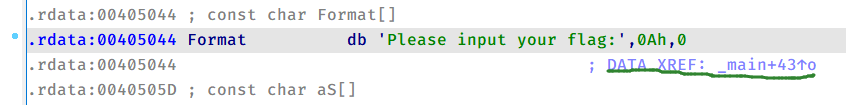 .rdata:00405044 ; const char Format[]
.rdata:00405044 Format db 'Please input your flag:',0Ah,0
.rdata:00405044 ; DATA XREF: _main+43↑o
.rdata:0040505D ; const char aS[]